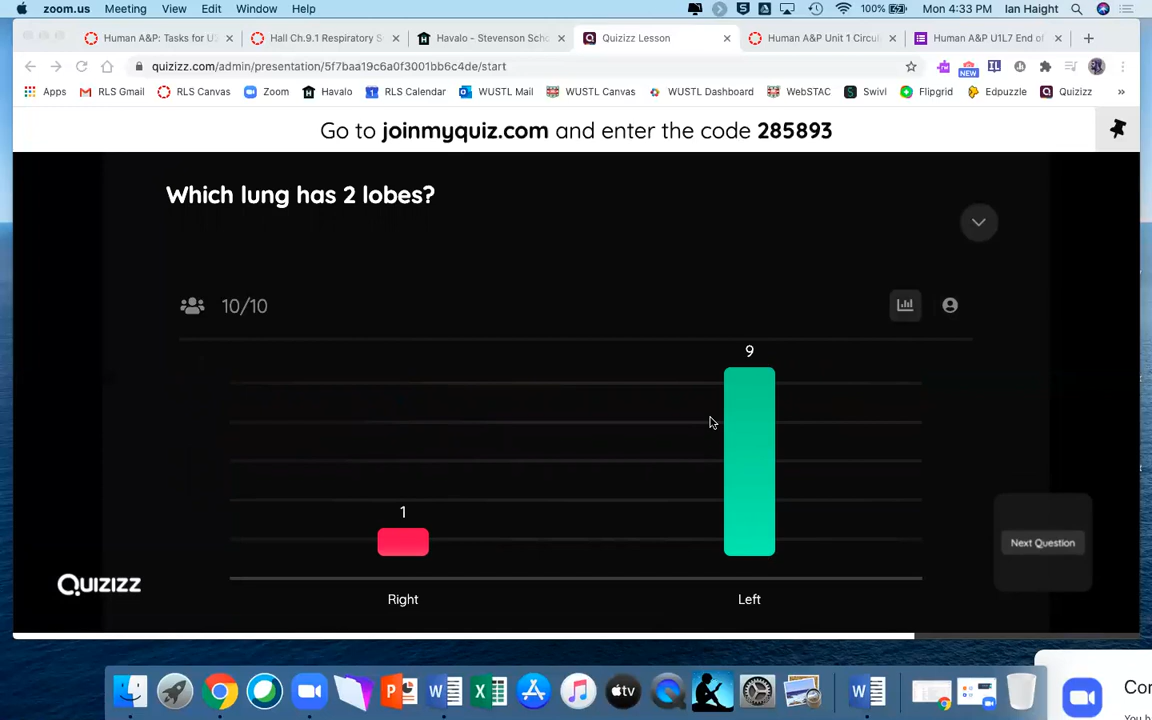 zoom.us Meeting View Edit Window Help 100% Mon 4:33 PM Ian Haight
Human A&P: Tasks for U Hall Ch.9.1 Respiratory S Havalo - Stevenson Scho Quizizz Lesson Human A&P Unit 1 Circul Human A&P U1L7 End of
quizizz.com/admin/presentation/5f7baa19c6a0f3001bb6c4de/start NEW
Apps RLS Gmail RLS Canvas Zoom Havalo RLS Calendar WUSTL Mail WUSTL Canvas WUSTL Dashboard WebSTAC Swivl Flipgrid Edpuzzle Quizizz »
Go to joinmyquiz.com and enter the code 285893
Which lung has 2 lobes?
10/10
9
1
Next Question
Quizizz
Right Left
tv
Con
You b